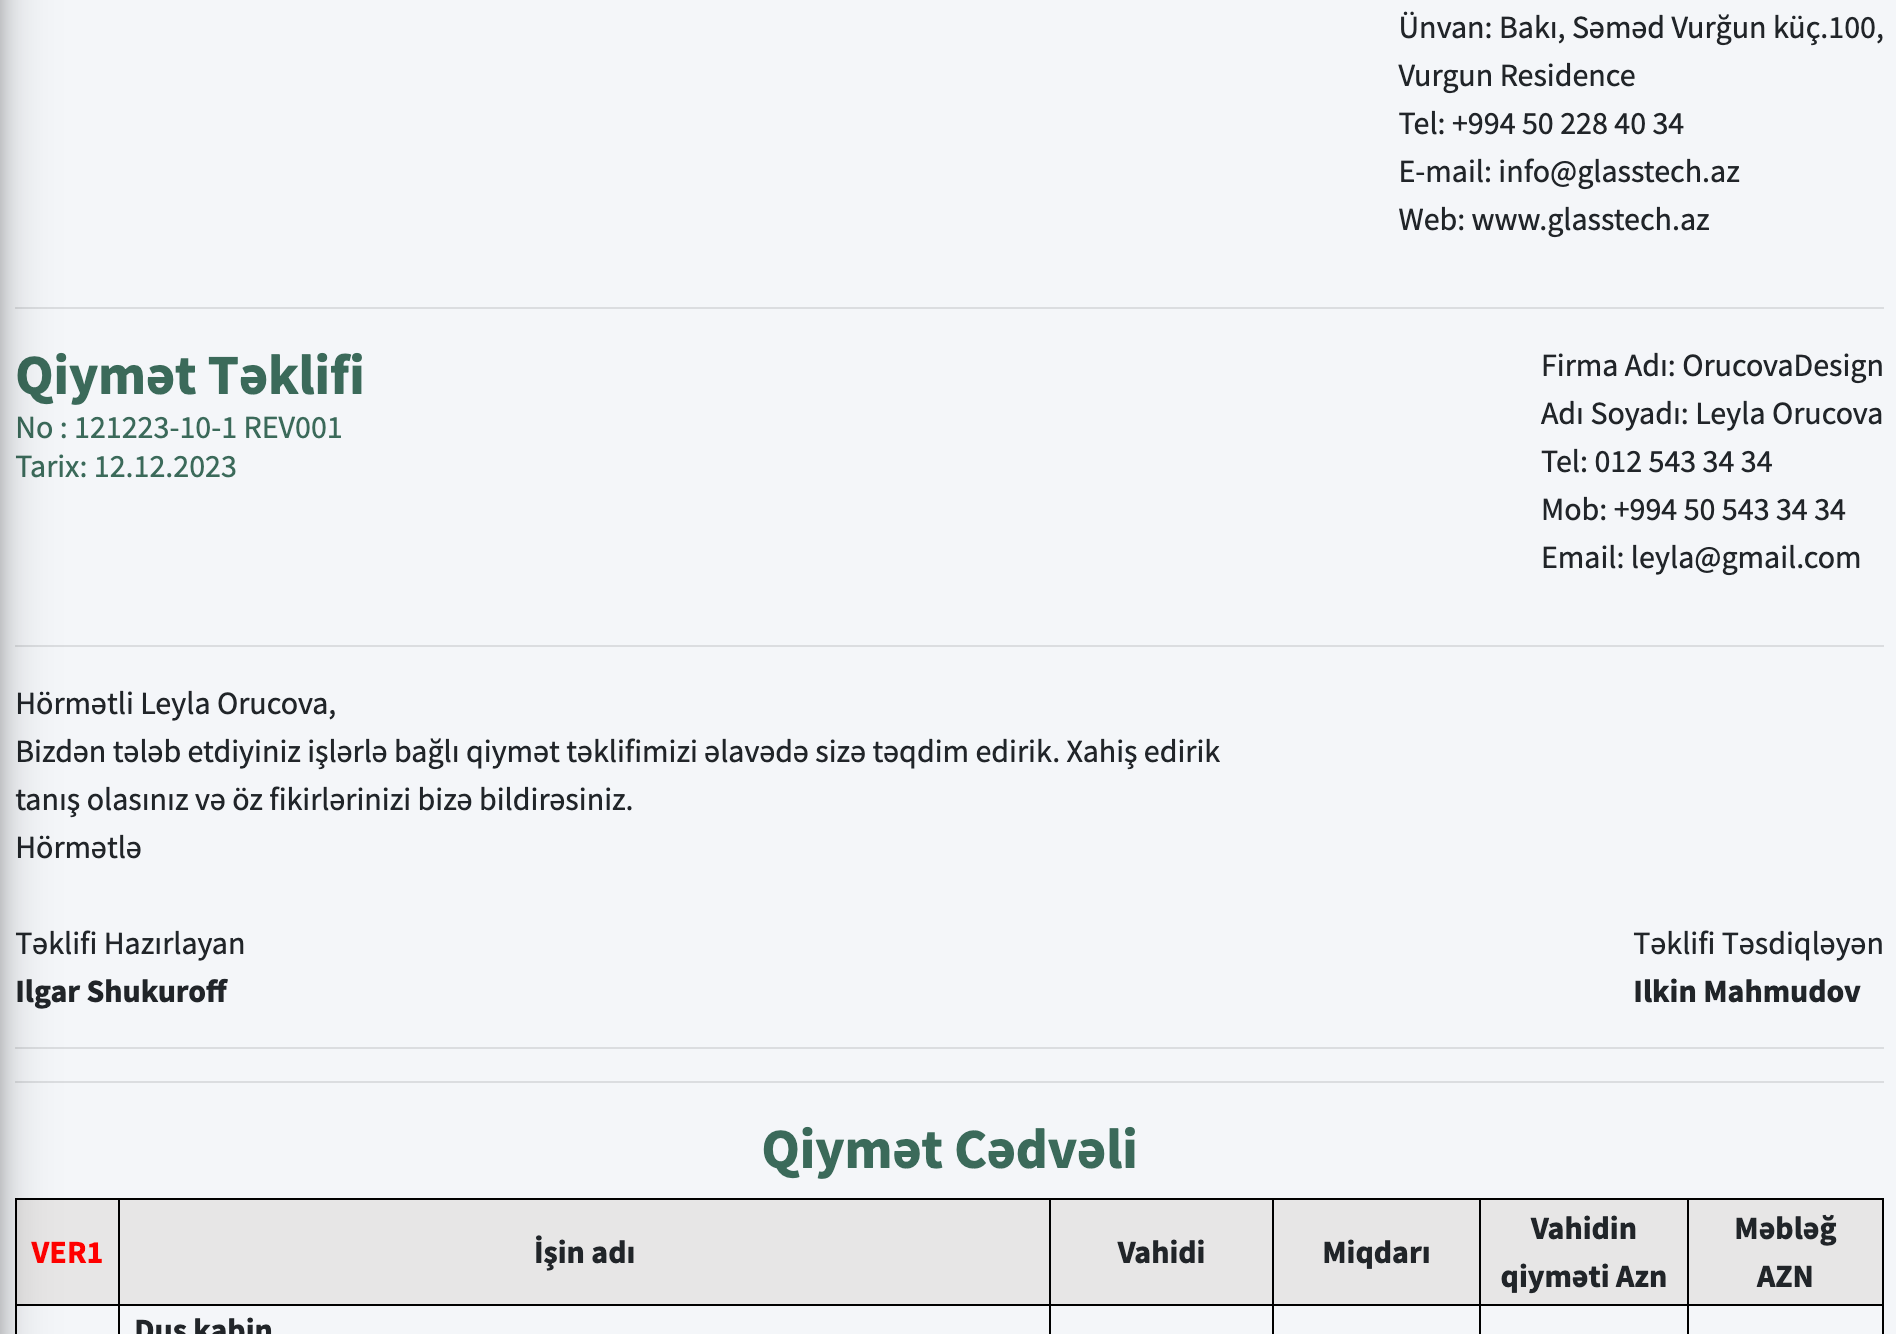 Ünvan: Bakı, Səməd Vurğun küç.100,
Vurgun Residence
Tel: +994 50 228 40 34
E-mail: info@glasstech.az
Web: www.glasstech.az
Qiymət Təklifi
No : 121223-10-1 REV001
Tarix: 12.12.2023
Firma Adı: OrucovaDesign
Adı Soyadı: Leyla Orucova
Tel: 012 543 34 34
Mob: +994 50 543 34 34
Email: leyla@gmail.com
Hörmətli Leyla Orucova,
Bizdən tələb etdiyiniz işlərlə bağlı qiymət təklifimizi əlavədə sizə təqdim edirik. Xahiş edirik
tanış olasınız və öz fikirlərinizi bizə bildirəsiniz.
Hörmətlə
Təklifi Hazırlayan
Ilgar Shukuroff
Təklifi Təsdiqləyən
Ilkin Mahmudov
Qiymət Cədvəli
VER1
İşin adı
Vahidi
Miqdarı
Vahidin
qiyməti Azn
Məbləğ
AZN
kabin